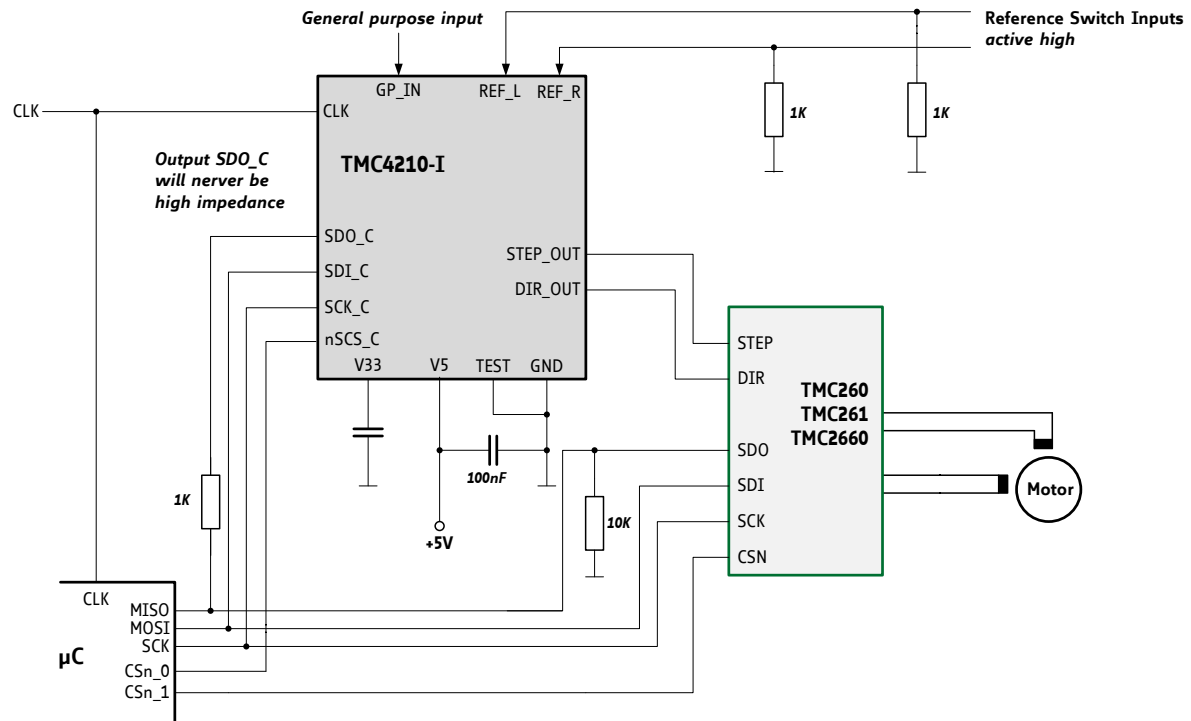 General purpose input
Reference Switch Inputs
active high
GP_IN
REF_L
REF_R
CLK
CLK
1K
1K
Output SDO_C
will nerver be
high impedance
TMC4210-I
SDO_C
SDI_C
SCK_C
nSCS_C
STEP_OUT
DIR_OUT
V33
V5
TEST
GND
100nF
+5V
1K
10K
STEP
DIR
TMC260
TMC261
TMC2660
SDO
SDI
SCK
CSN
Motor
CLK
MISO
MOSI
SCK
µC
CSn_0
CSn_1